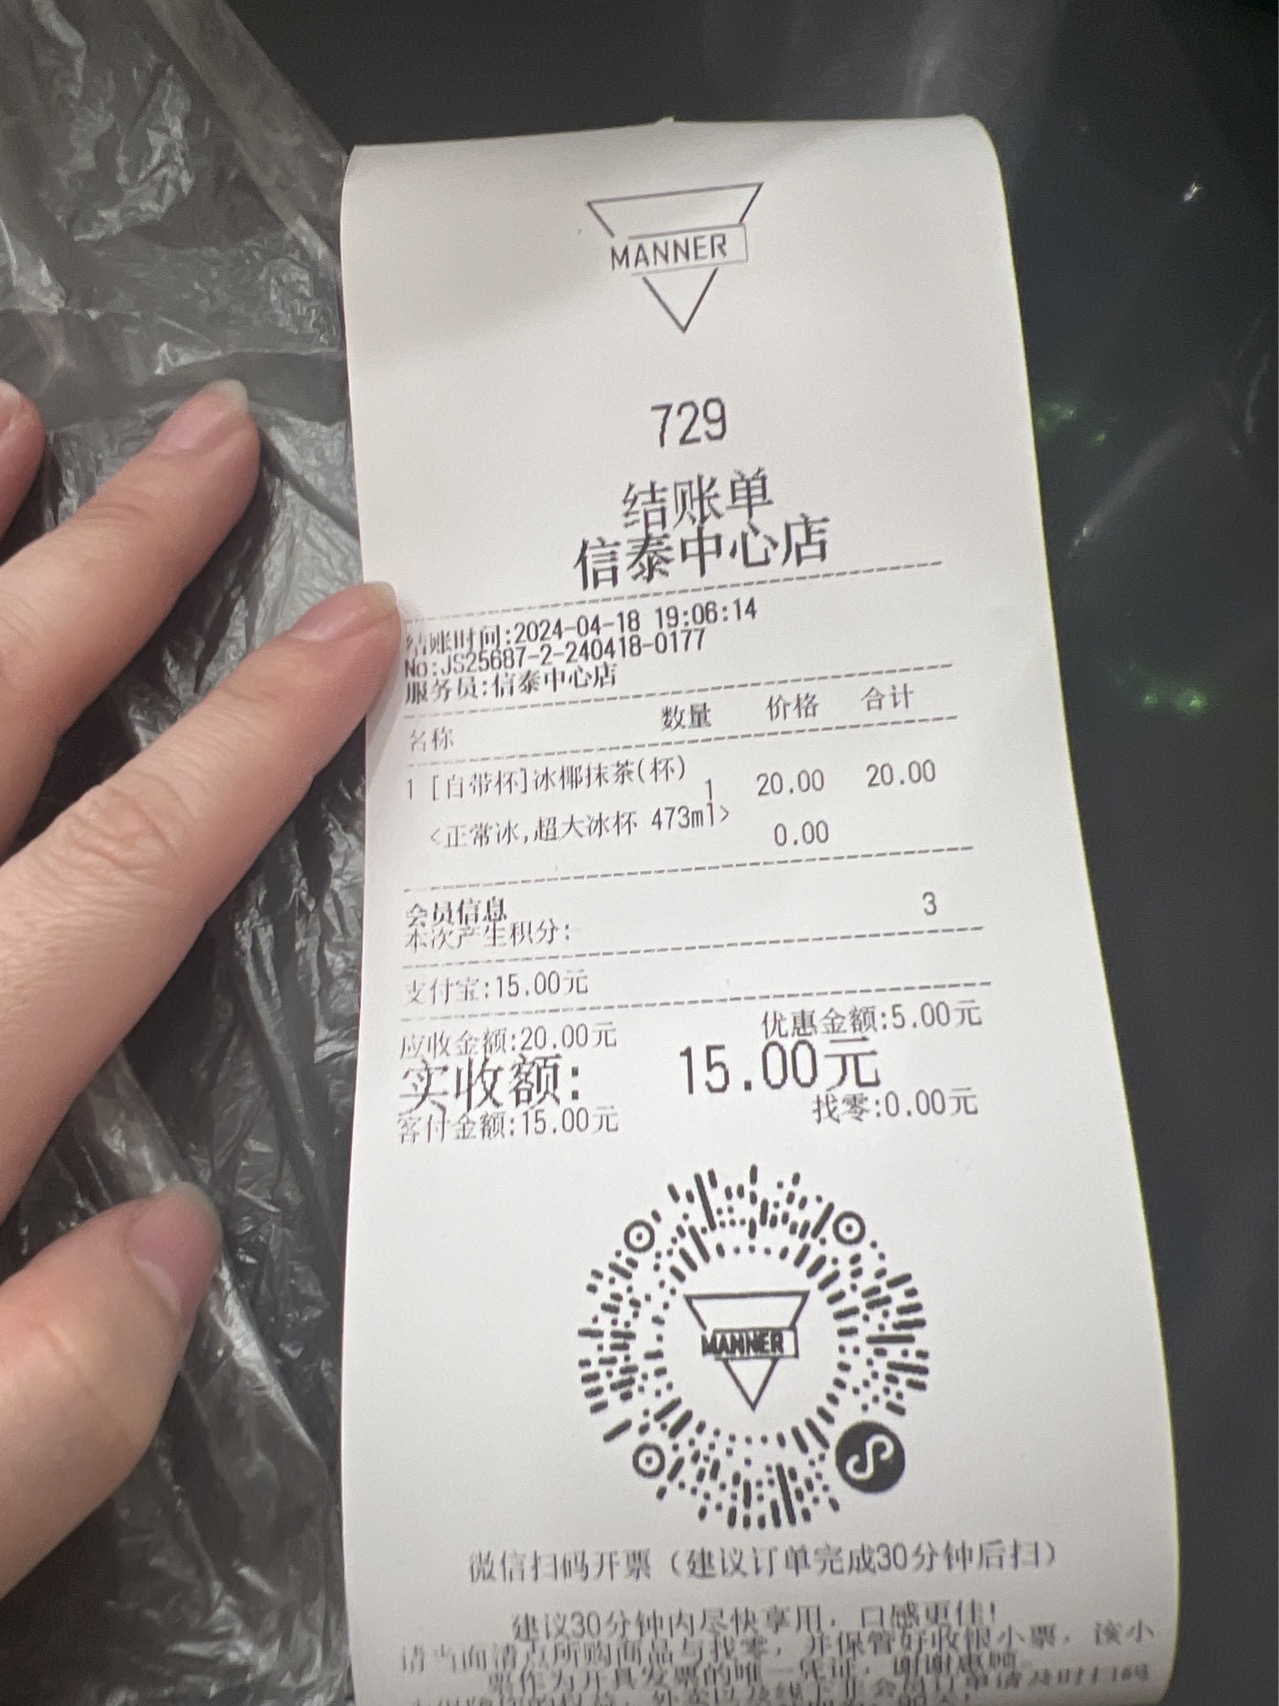 MANNER
729
结账单
信泰中心店
结账时间:2024-04-18 19:06:14
No:JS25687-2-240418-0177
服务员:信泰中心店
名称 数量 价格 合计
1 [自带杯]冰椰抹茶(杯) 1 20.00 20.00
<正常冰,超大冰杯 473ml> 0.00
会员信息
本次产生积分: 3
支付宝:15.00元
应收金额:20.00元 优惠金额:5.00元
实收额: 15.00元
客付金额:15.00元 找零:0.00元
MANNER
微信扫码开票（建议订单完成30分钟后扫）
建议30分钟内尽快享用，口感更佳!
请当面清点所购商品与找零，并保管好收银小票，该小
票作为开具发票的唯一凭证，谢谢惠顾。